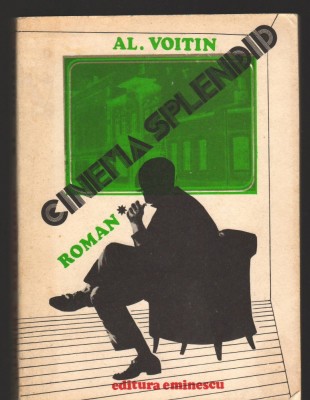 AL. VOITIN
CINEMA SPLENDID
ROMAN*
editura eminescu